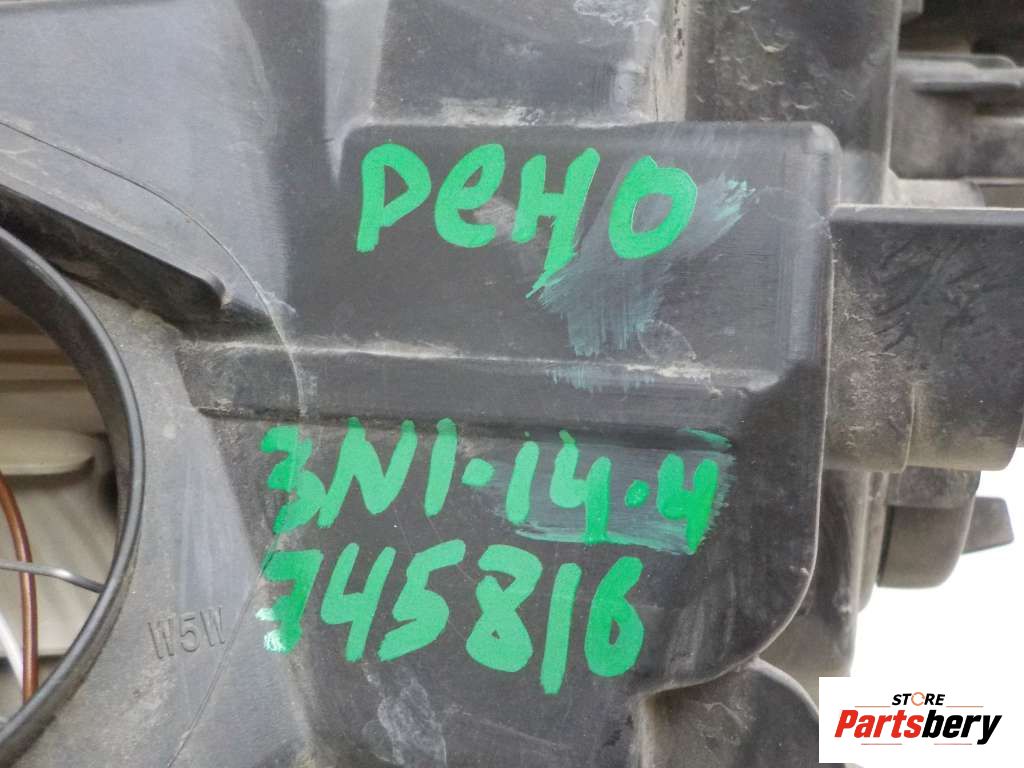 Рено
3N1-14.4
745816
W5W
STORE
Partsbery